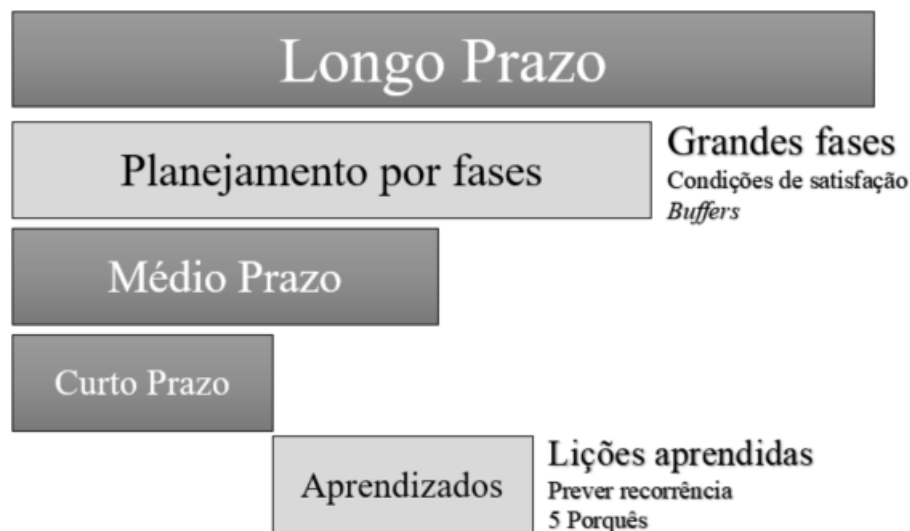 Longo Prazo
Planejamento por fases
Grandes fases
Condições de satisfação
Buffers
Médio Prazo
Curto Prazo
Aprendizados
Lições aprendidas
Prever recorrência
5 Porquês